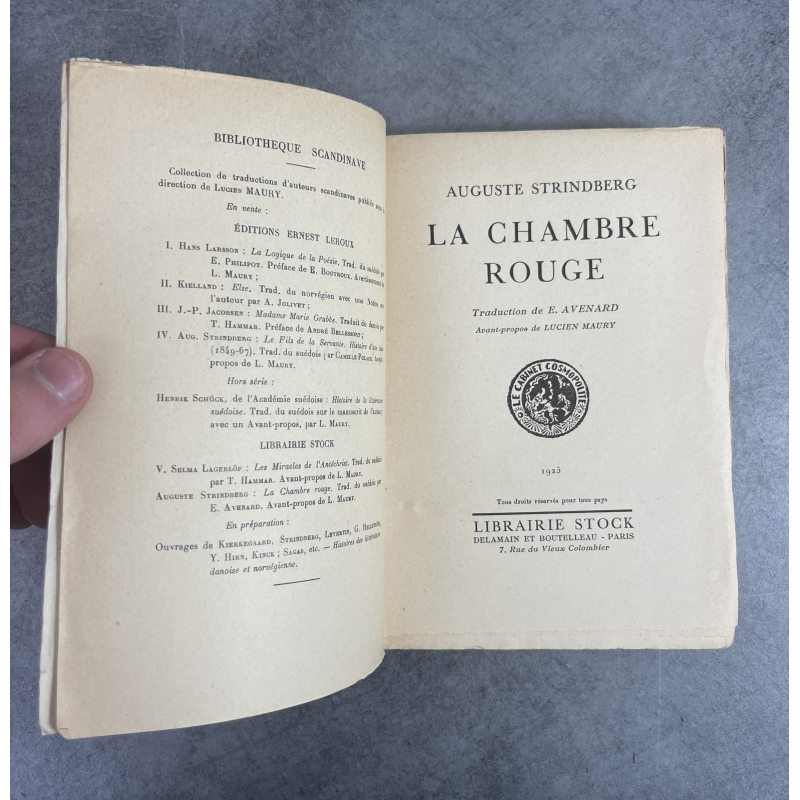 BIBLIOTHEQUE SCANDINAVE
Collection de traductions d'auteurs scandinaves publiée sous la
direction de LUCIEN MAURY.
En vente :
ÉDITIONS ERNEST LEROUX
I. HANS LARSSON : La Logique de la Poésie. Trad. du suédois par
E. PHILIPOT. Préface de E. BOUTROUX. Avertissement de
L. MAURY ;
II. KIELLAND : Else. Trad. du norvégien avec une Notice sur
l'auteur par A. JOLIVET ;
III. J.-P. JACOBSEN : Madame Marie Grubbe. Traduit du danois par
T. HAMMAR. Préface de ANDRÉ BELLESSORT ;
IV. AUG. STRINDBERG : Le Fils de la Servante. Histoire d'une âme
(1849-67). Trad. du suédois ; ar CAMILLE POLACK. Avant-
propos de L. MAURY.
Hors série :
HENRIK SCHÜCK, de l'Académie suédoise : Histoire de la littérature
suédoise. Trad. du suédois sur le manuscrit de l'auteur
avec un Avant-propos, par L. MAURY.
LIBRAIRIE STOCK
V. SELMA LAGERLÖF : Les Miracles de l'Antéchrist. Trad. du suédois
par T. HAMMAR. Avant-propos de L. MAURY.
AUGUSTE STRINDBERG : La Chambre rouge. Trad. du suédois par
E. AVENARD. Avant-propos de L. MAURY.
En préparation :
Ouvrages de KIERKEGAARD, STRINDBERG, LEVERTIN, G.
Y. HIRN, KINCK ; SAGAS, etc. — Histoires des littératures
danoise et norvégienne.
AUGUSTE STRINDBERG
LA CHAMBRE
ROUGE
Traduction de E. AVENARD
Avant-propos de LUCIEN MAURY
LE CABINET COSMOPOLITE
1925
Tous droits réservés pour tous pays
LIBRAIRIE STOCK
DELAMAIN ET BOUTELLEAU - PARIS
7, Rue du Vieux Colombier